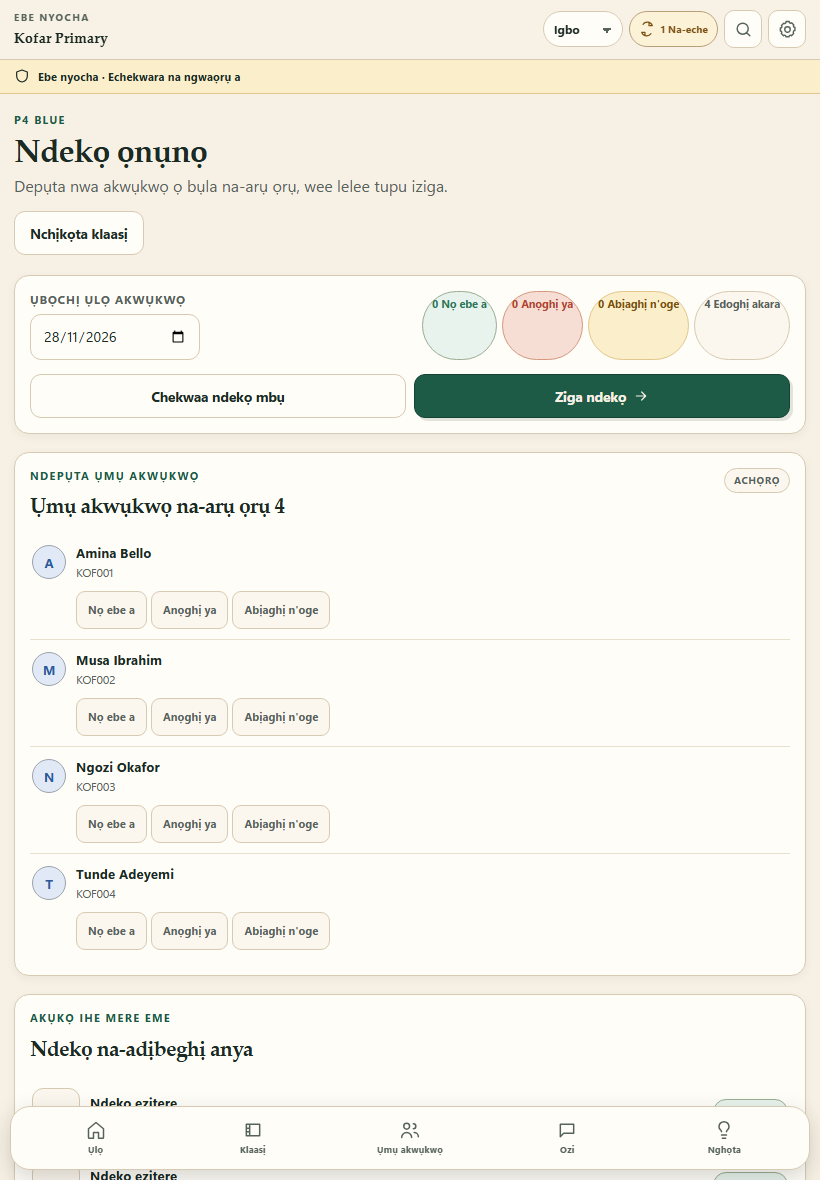 EBE NYOCHA
Kofar Primary
Igbo
1 Na-eche
Ebe nyocha · Echekwara na ngwaọrụ a
P4 BLUE
Ndekọ ọnụnọ
Depụta nwa akwụkwọ ọ bụla na-arụ ọrụ, wee lelee tupu iziga.
Nchịkọta klaasị
ỤBỌCHỊ ỤLỌ AKWỤKWỌ
28/11/2026
0 Nọ ebe a
0 Anọghị ya
0 Abịaghị n'oge
4 Edoghị akara
Chekwaa ndekọ mbụ
Ziga ndekọ
NDEPỤTA ỤMỤ AKWỤKWỌ
Ụmụ akwụkwọ na-arụ ọrụ 4
ACHỌRỌ
A
Amina Bello
KOF001
Nọ ebe a
Anọghị ya
Abịaghị n'oge
M
Musa Ibrahim
KOF002
Nọ ebe a
Anọghị ya
Abịaghị n'oge
N
Ngozi Okafor
KOF003
Nọ ebe a
Anọghị ya
Abịaghị n'oge
T
Tunde Adeyemi
KOF004
Nọ ebe a
Anọghị ya
Abịaghị n'oge
AKỤKỌ IHE MERE EME
Ndekọ na-adịbeghị anya
Ndekọ ezitere
Ụlọ
Klaasị
Ụmụ akwụkwọ
Ozi
Nghọta
Ndekọ ezitere